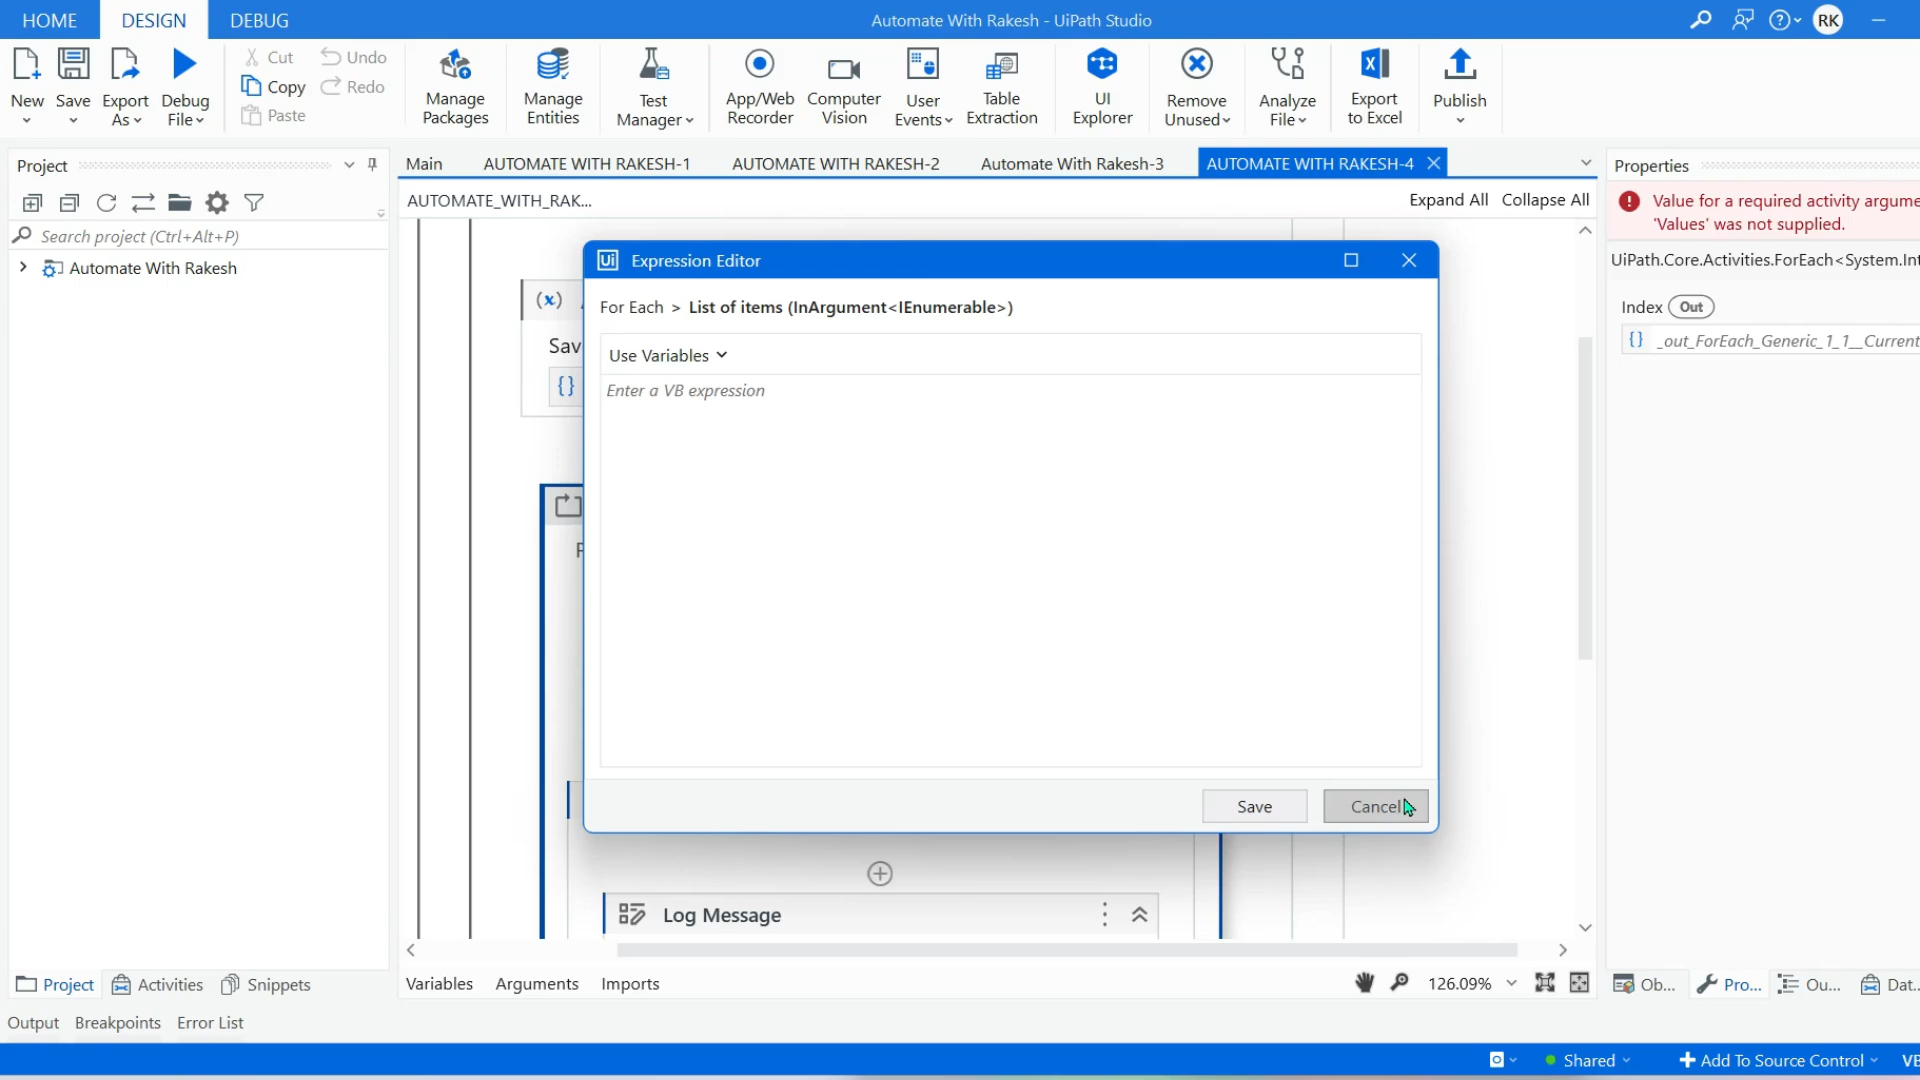 HOME
DESIGN
DEBUG
Automate With Rakesh - UiPath Studio
RK
New
Save
Export
As
Debug
File
Cut
Copy
Paste
Undo
Redo
Manage
Packages
Manage
Entities
Test
Manager
App/Web
Recorder
Computer
Vision
User
Events
Table
Extraction
UI
Explorer
Remove
Unused
Analyze
File
Export
to Excel
Publish
Project
Main
AUTOMATE WITH RAKESH-1
AUTOMATE WITH RAKESH-2
Automate With Rakesh-3
AUTOMATE WITH RAKESH-4
Properties
AUTOMATE_WITH_RAK...
Expand All
Collapse All
Value for a required activity argume
'Values' was not supplied.
Search project (Ctrl+Alt+P)
Automate With Rakesh
UiPath.Core.Activities.ForEach<System.Int
Index
Out
{} _out_ForEach_Generic_1_1__Current
(x)
Sav
{}
Ui
Expression Editor
For Each > List of items (InArgument<IEnumerable>)
Use Variables
Enter a VB expression
Save
Cancel
Log Message
Variables
Arguments
Imports
126.09%
Project
Activities
Snippets
Ob...
Pro...
Ou...
Dat...
Output
Breakpoints
Error List
Shared
Add To Source Control
VB